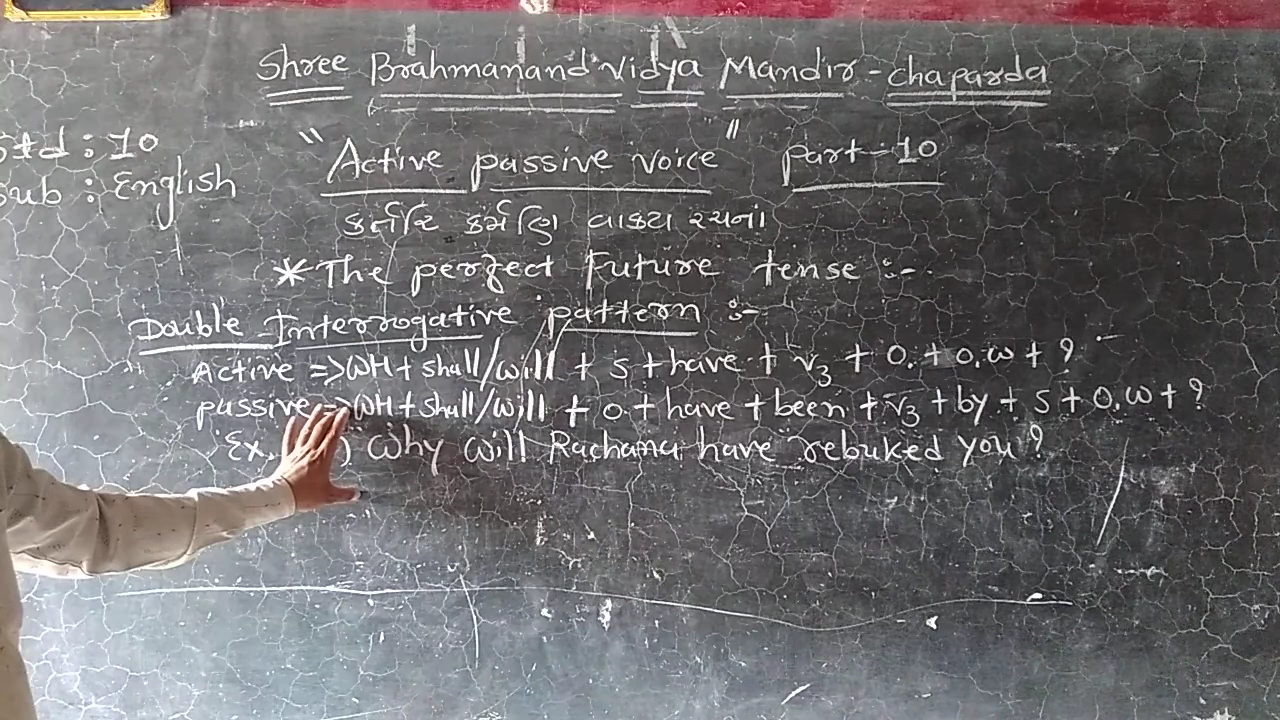 Shree Brahmanand Vidya Mandir - chaparda
Std : 10
Sub : English
"Active passive voice" part-10
કર્તરિ કર્મણિ વાક્ય રચના
* The perfect Future tense :-
Double Interrogative pattern :-
Active => WH + shall/will + S + have + v3 + O. + O.W + ?
passive => WH + shall/will + O + have + been + v3 + by + S + O.W + ?
Ex. ) Why will Rachana have rebuked you ?